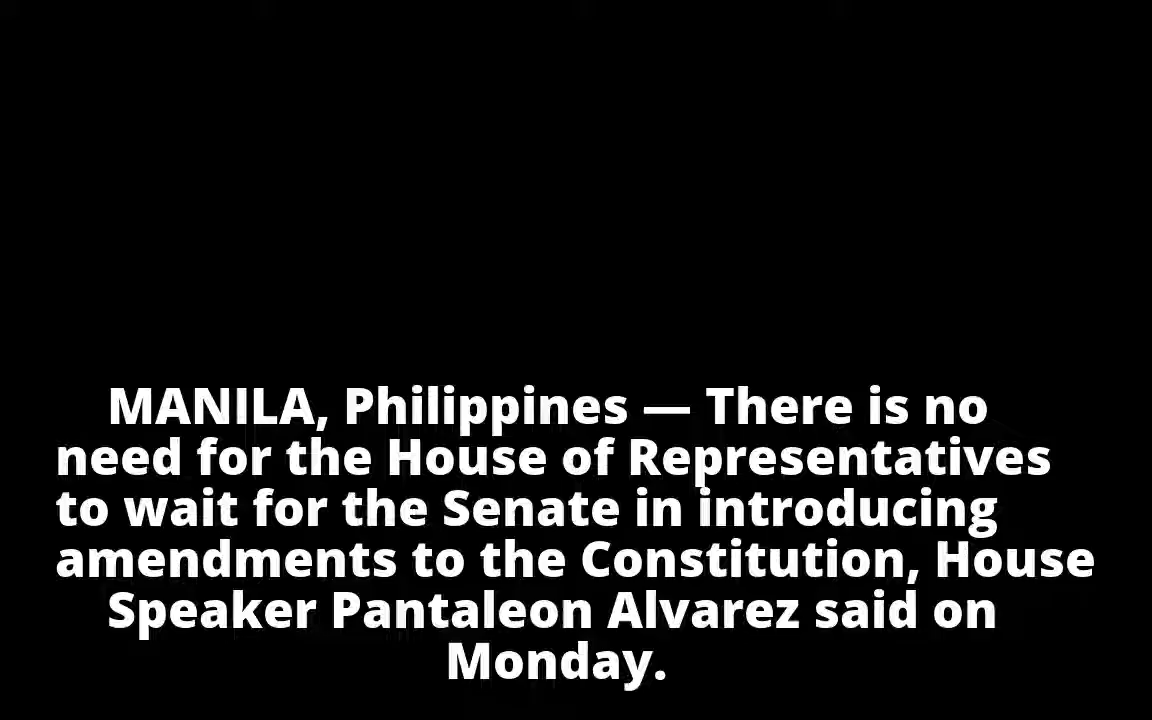 MANILA, Philippines — There is no
need for the House of Representatives
to wait for the Senate in introducing
amendments to the Constitution, House
Speaker Pantaleon Alvarez said on
Monday.